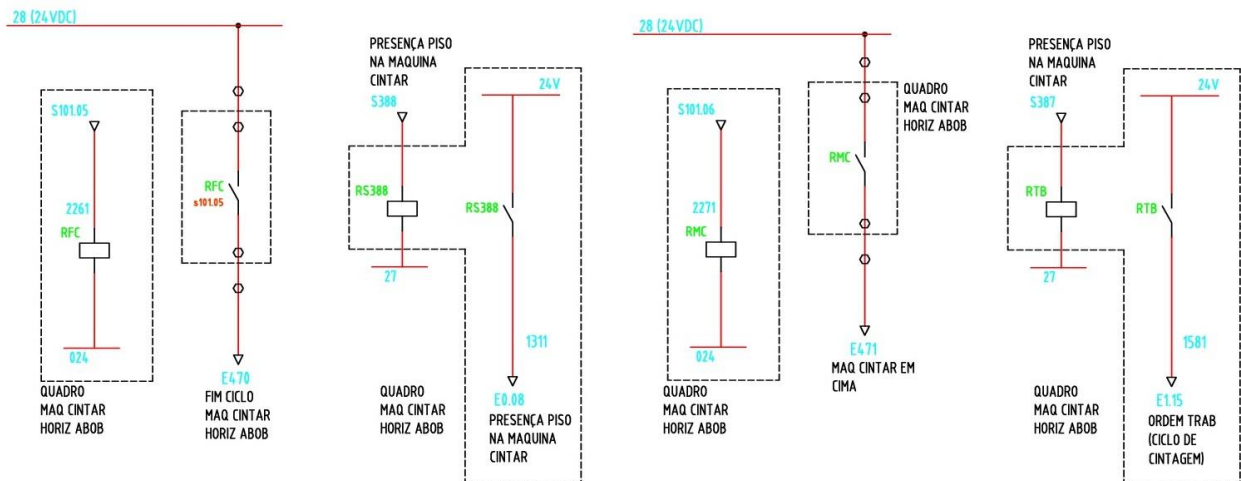 28 (24VDC)
S101.05
2261
RFC
024
QUADRO
MAQ CINTAR
HORIZ ABOB
RFC
s101.05
E470
FIM CICLO
MAQ CINTAR
HORIZ ABOB
PRESENÇA PISO
NA MAQUINA
CINTAR
S388
RS388
27
QUADRO
MAQ CINTAR
HORIZ ABOB
24V
RS388
1311
E0.08
PRESENÇA PISO
NA MAQUINA
CINTAR
28 (24VDC)
S101.06
2271
RMC
024
QUADRO
MAQ CINTAR
HORIZ ABOB
QUADRO
MAQ CINTAR
HORIZ ABOB
RMC
E471
MAQ CINTAR EM
CIMA
PRESENÇA PISO
NA MAQUINA
CINTAR
S387
RTB
27
QUADRO
MAQ CINTAR
HORIZ ABOB
24V
RTB
1581
E1.15
ORDEM TRAB
(CICLO DE
CINTAGEM)